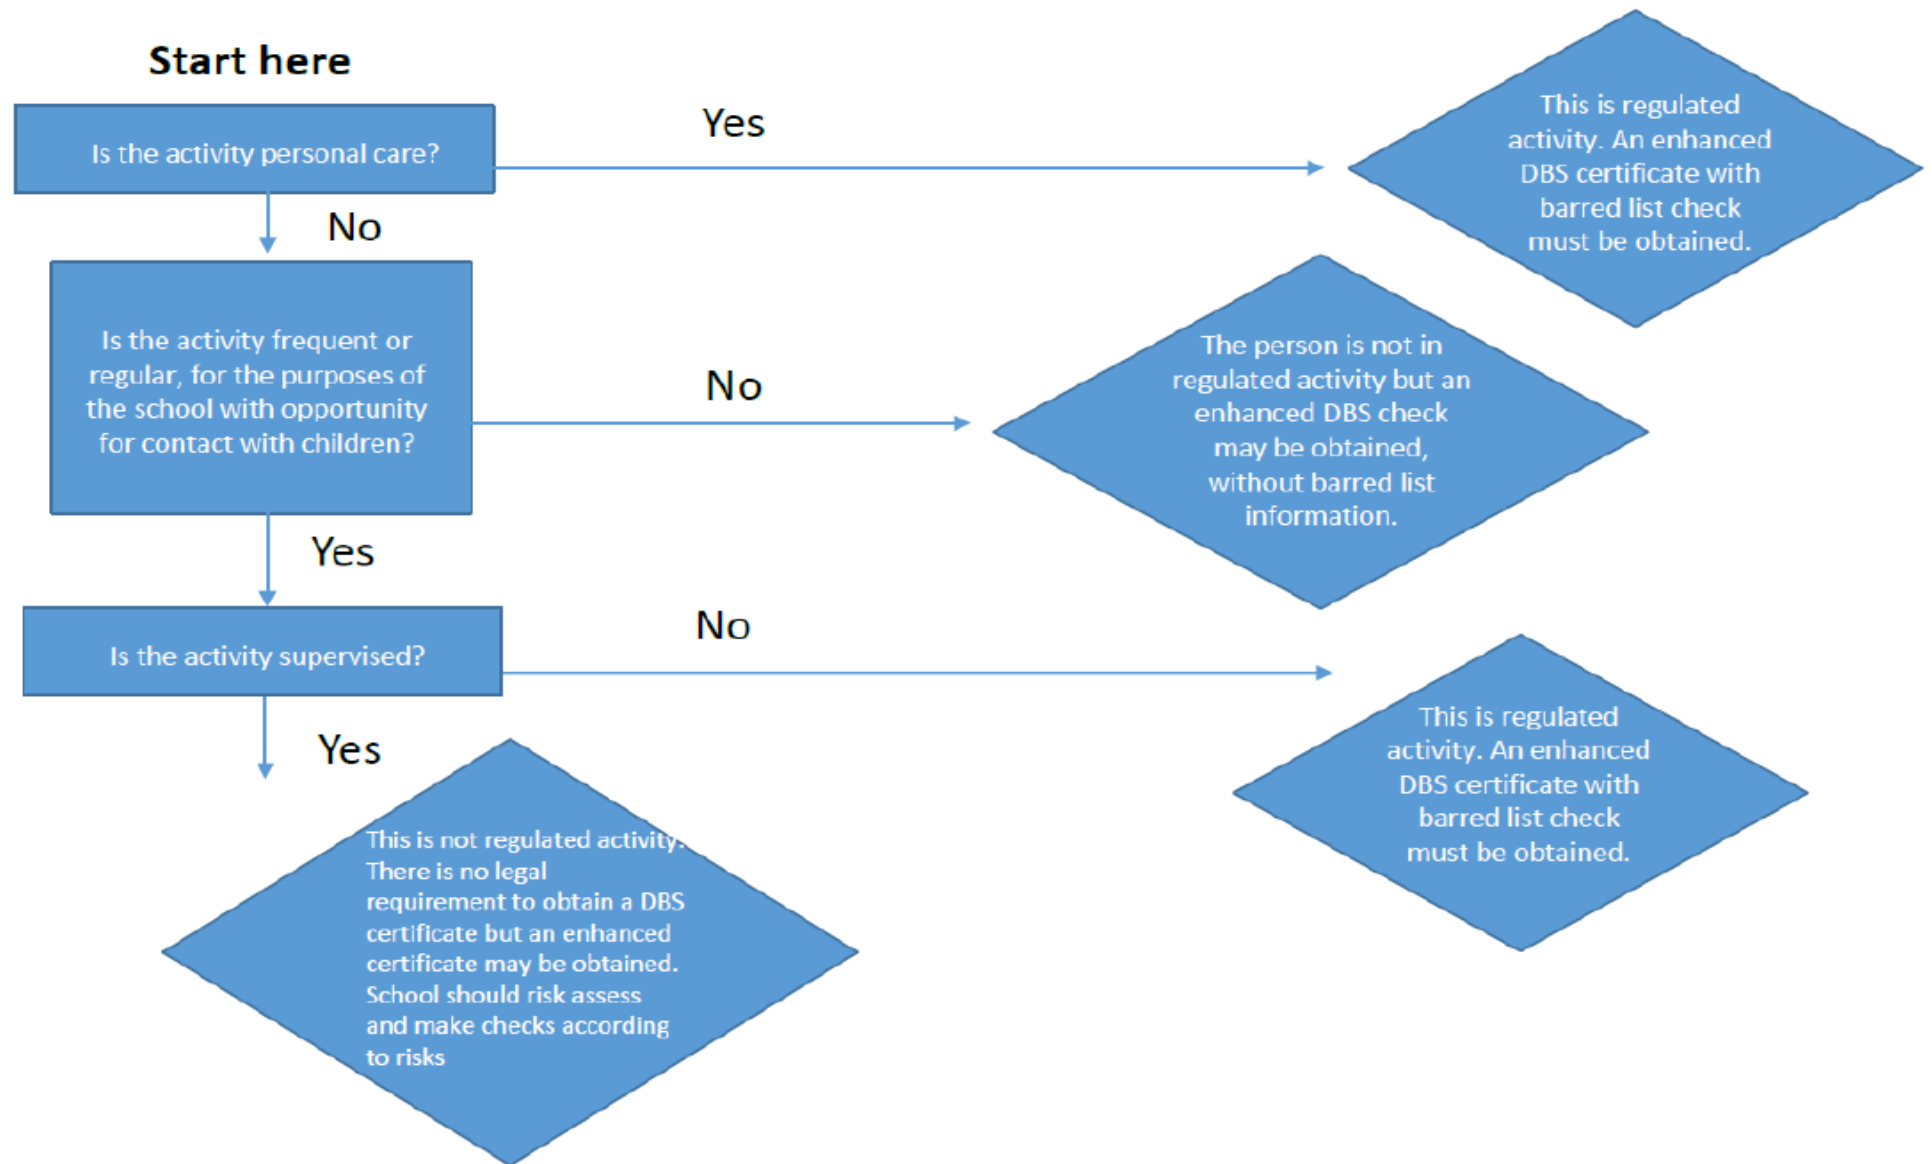 Start here
Is the activity personal care?
Yes
This is regulated
activity. An enhanced
DBS certificate with
barred list check
must be obtained.
No
Is the activity frequent or
regular, for the purposes of
the school with opportunity
for contact with children?
No
The person is not in
regulated activity but an
enhanced DBS check
may be obtained,
without barred list
information.
Yes
Is the activity supervised?
No
This is regulated
activity. An enhanced
DBS certificate with
barred list check
must be obtained.
Yes
This is not regulated activity.
There is no legal
requirement to obtain a DBS
certificate but an enhanced
certificate may be obtained.
School should risk assess
and make checks according
to risks